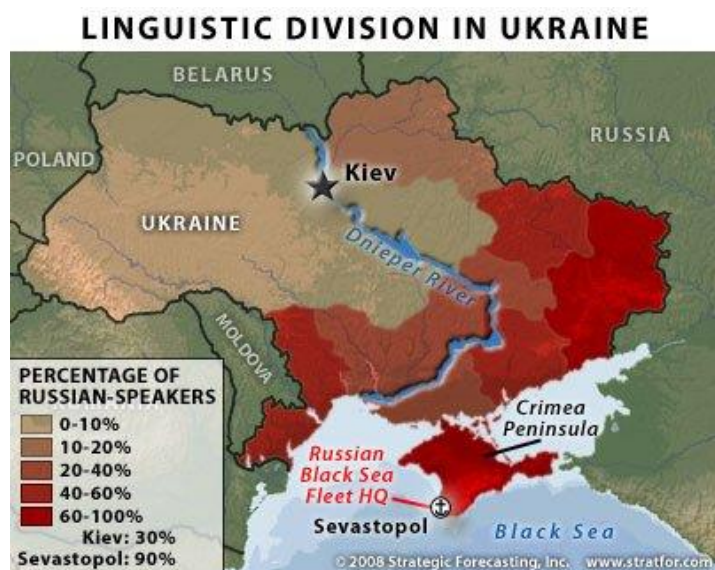 LINGUISTIC DIVISION IN UKRAINE
BELARUS
RUSSIA
POLAND
Kiev
UKRAINE
Dnieper River
MOLDOVA
PERCENTAGE OF
RUSSIAN-SPEAKERS
0-10%
10-20%
20-40%
40-60%
60-100%
Kiev: 30%
Sevastopol: 90%
Crimea
Peninsula
Russian
Black Sea
Fleet HQ
Sevastopol
Black Sea
© 2008 Strategic Forecasting, Inc. www.stratfor.com